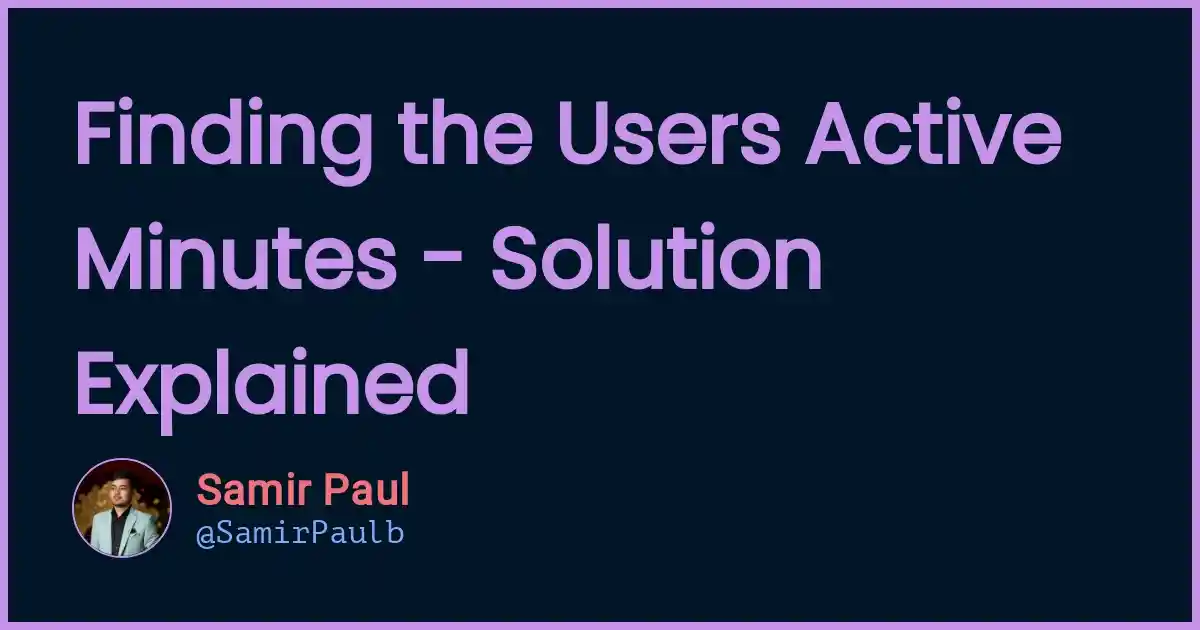 Finding the Users Active
Minutes - Solution
Explained
Samir Paul
@SamirPaulb